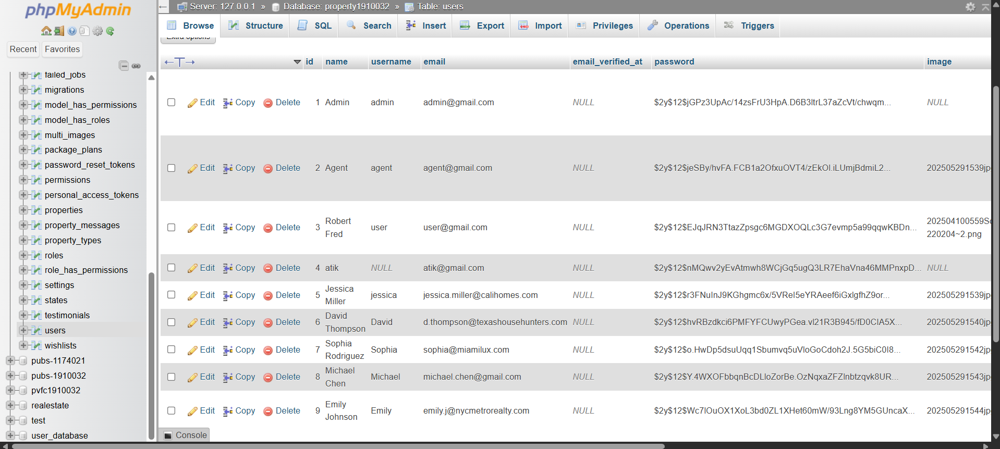 phpMyAdmin
Recent Favorites
failed_jobs
migrations
model_has_permissions
model_has_roles
multi_images
package_plans
password_reset_tokens
permissions
personal_access_tokens
properties
property_messages
property_types
roles
role_has_permissions
settings
states
testimonials
users
wishlists
pubs-1174021
pubs-1910032
pvfc1910032
realestate
test
user_database
Server: 127.0.0.1 » Database: property1910032 » Table: users
Browse Structure SQL Search Insert Export Import Privileges Operations Triggers
Extra options
id name username email email_verified_at password image
Edit Copy Delete 1 Admin admin admin@gmail.com NULL $2y$12$jGPz3UpAc/14zsFrU3HpA.D6B3ltrL37aZcVt/chwqm... NULL
Edit Copy Delete 2 Agent agent agent@gmail.com NULL $2y$12$jeSBy/hvFA.FCB1a2OfxuOVT4/zEkOl.iLUmjBdmiL2... 202505291539jp
Edit Copy Delete 3 Robert Fred user user@gmail.com NULL $2y$12$EJqJRN3TtazZpsgc6MGDXOQLc3G7evmp5a99qqwKBDn... 202504100559Sc
220204~2.png
Edit Copy Delete 4 atik NULL atik@gmail.com NULL $2y$12$nMQwv2yEvAtmwh8WCjGq5ugQ3LR7EhaVna46MMPnxpD... NULL
Edit Copy Delete 5 Jessica Miller jessica jessica.miller@calihomes.com NULL $2y$12$r3FNulnJ9KGhgmc6x/5VReI5eYRAeef6iGxlgfhZ9or... 202505291539jp
Edit Copy Delete 6 David Thompson David d.thompson@texashousehunters.com NULL $2y$12$hvRBzdkci6PMFYFCUwyPGea.vl21R3B945/fD0ClA5X... 202505291540jp
Edit Copy Delete 7 Sophia Rodriguez Sophia sophia@miamilux.com NULL $2y$12$o.HwDp5dsuUqq1Sbumvq5uVloGoCdoh2J.5G5biC0I8... 202505291542jp
Edit Copy Delete 8 Michael Chen Michael michael.chen@gmail.com NULL $2y$12$Y.4WXOFbbqnBcDLloZorBe.OzNqxaZFZlnbtzqvk8UR... 202505291543jp
Edit Copy Delete 9 Emily Johnson Emily emily.j@nycmetrorealty.com NULL $2y$12$Wc7lOuOX1XoL3bd0ZL1XHet60mW/93Lng8YM5GUncaX... 202505291544jp
Console